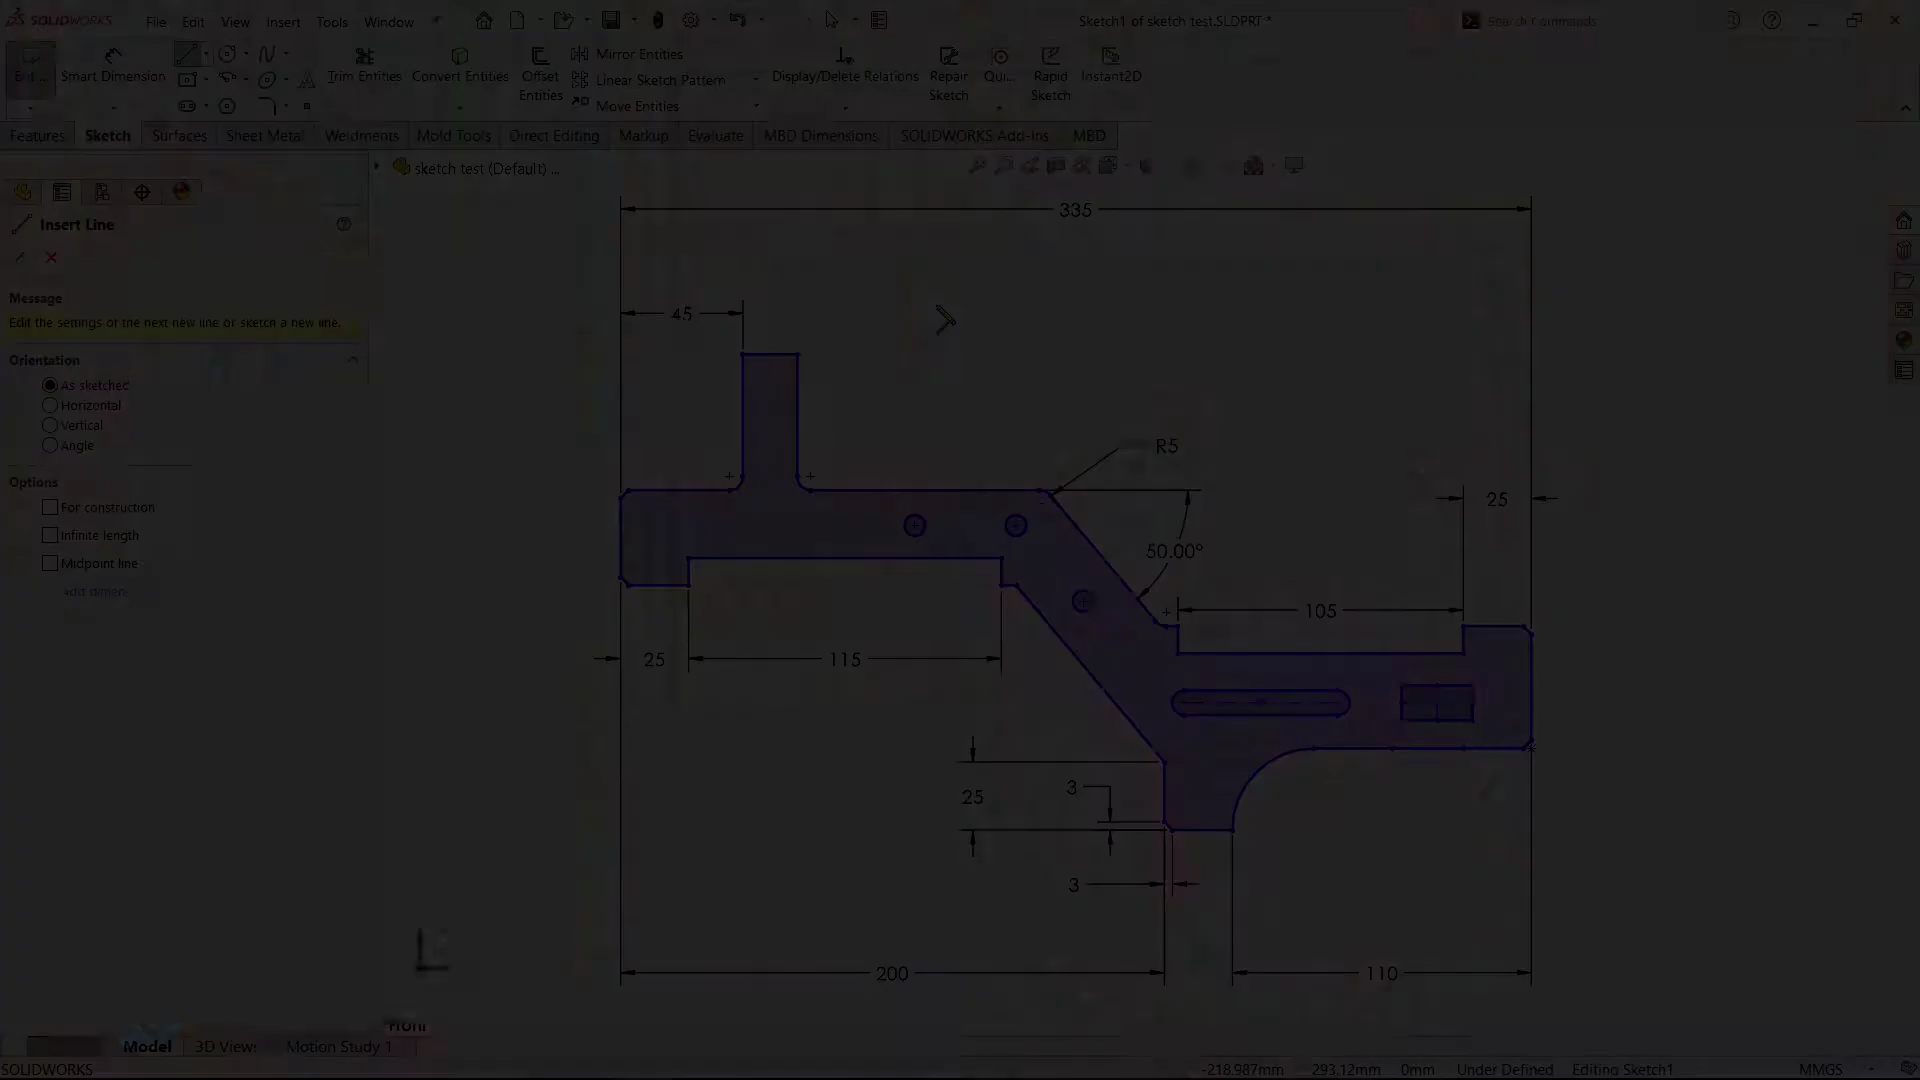 SOLIDWORKS File Edit View Insert Tools Window Sketch1 of sketch test.SLDPRT * Search Commands
Smart Dimension Trim Entities Convert Entities Offset Entities Mirror Entities Linear Sketch Pattern Move Entities Display/Delete Relations Repair Sketch Qui... Rapid Sketch Instant2D
Features Sketch Surfaces Sheet Metal Weldments Mold Tools Direct Editing Markup Evaluate MBD Dimensions SOLIDWORKS Add-Ins MBD
sketch test (Default) ...
Insert Line
Message
Edit the settings of the next new line or sketch a new line.
Orientation
As sketched
Horizontal
Vertical
Angle
Options
For construction
Infinite length
Midpoint line
335
45
R5
25
50.00°
105
25 115
25 3
3
200 110
Model 3D Views Motion Study 1
SOLIDWORKS -218.987mm 293.12mm 0mm Under Defined Editing Sketch1 MMGS